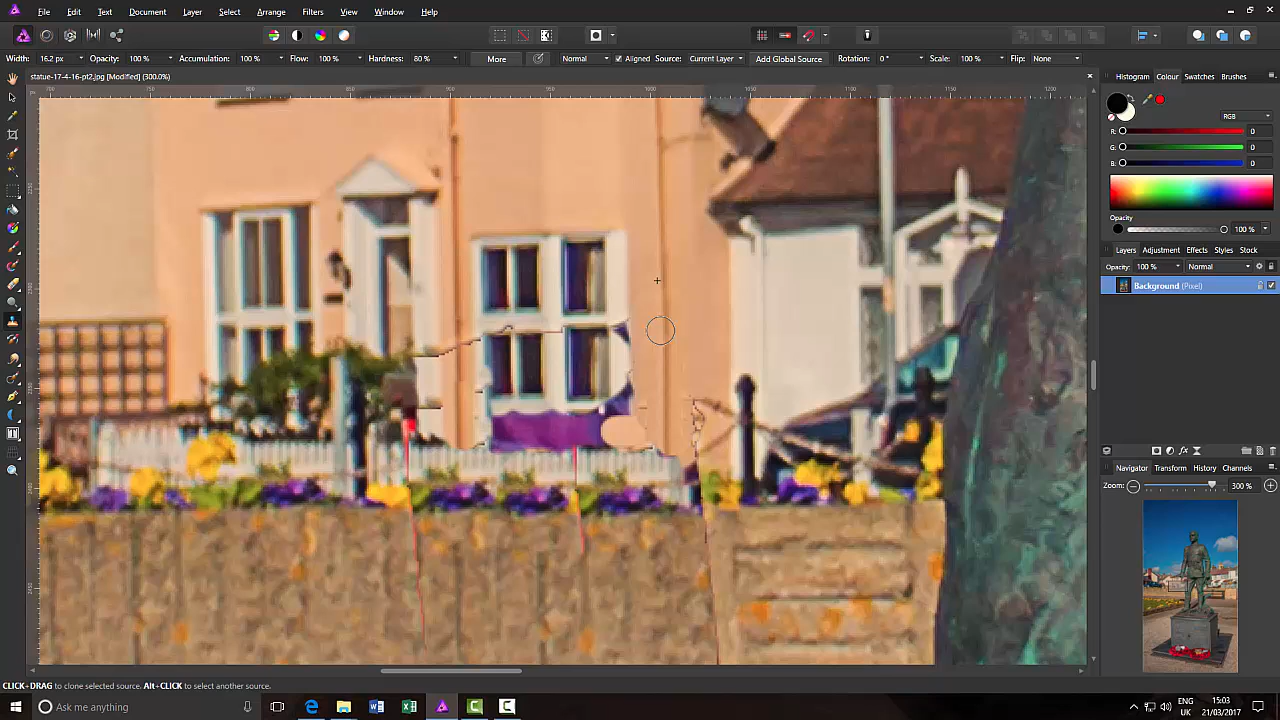 File Edit Text Document Layer Select Arrange Filters View Window Help
Width: 16.2 px Opacity: 100 % Accumulation: 100 % Flow: 100 % Hardness: 80 % More Normal Aligned Source: Current Layer Add Global Source Rotation: 0 ° Scale: 100 % Flip: None
statue-17-4-16-pt2.jpg [Modified] (300.0%)
Histogram Colour Swatches Brushes
RGB
R: 0
G: 0
B: 0
Opacity
100 %
Layers Adjustment Effects Styles Stock
Opacity: 100 % Normal
Background (Pixel)
Navigator Transform History Channels
Zoom: 300 %
CLICK+DRAG to clone selected source. Alt+CLICK to select another source.
Ask me anything
ENG
UK
15:03
21/03/2017